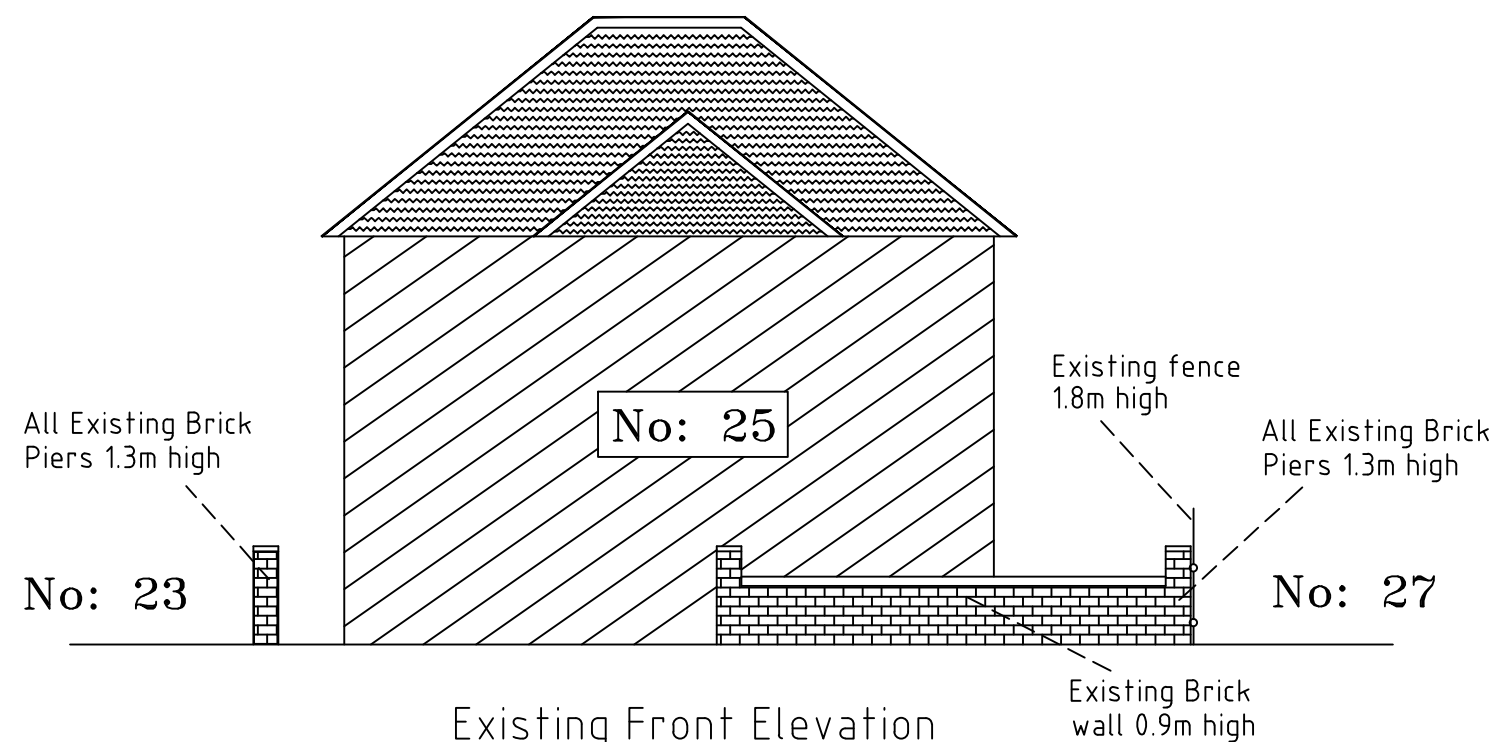 Existing fence
1.8m high
All Existing Brick
Piers 1.3m high
No: 25
All Existing Brick
Piers 1.3m high
No: 23
No: 27
Existing Brick
wall 0.9m high
Existing Front Elevation